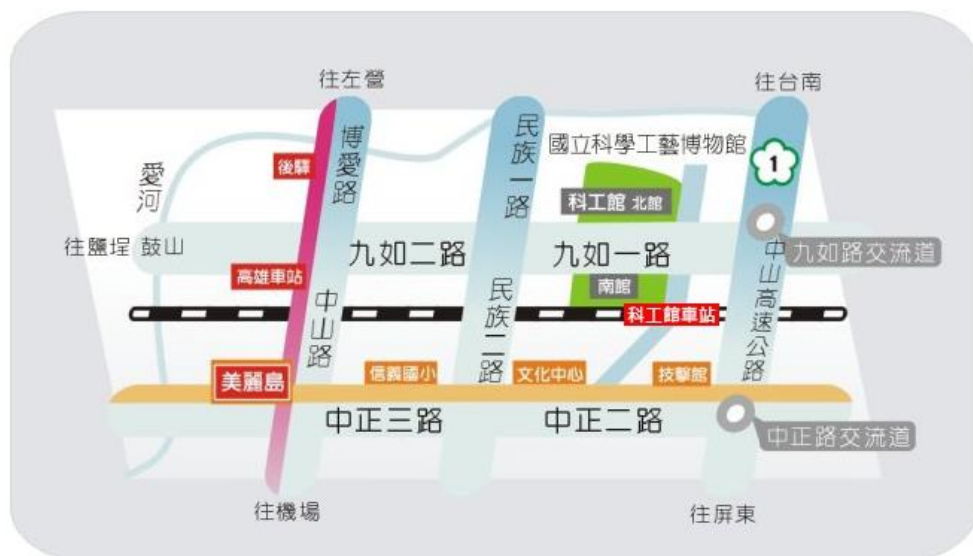 往左營
往台南
博愛路
民族一路
國立科學工藝博物館
1
後驛
愛河
科工館 北館
往鹽埕 鼓山
九如二路
九如一路
九如路交流道
高雄車站
南館
中山路
民族二路
科工館車站
中山高速公路
美麗島
信義國小
文化中心
技擊館
中正三路
中正二路
中正路交流道
往機場
往屏東